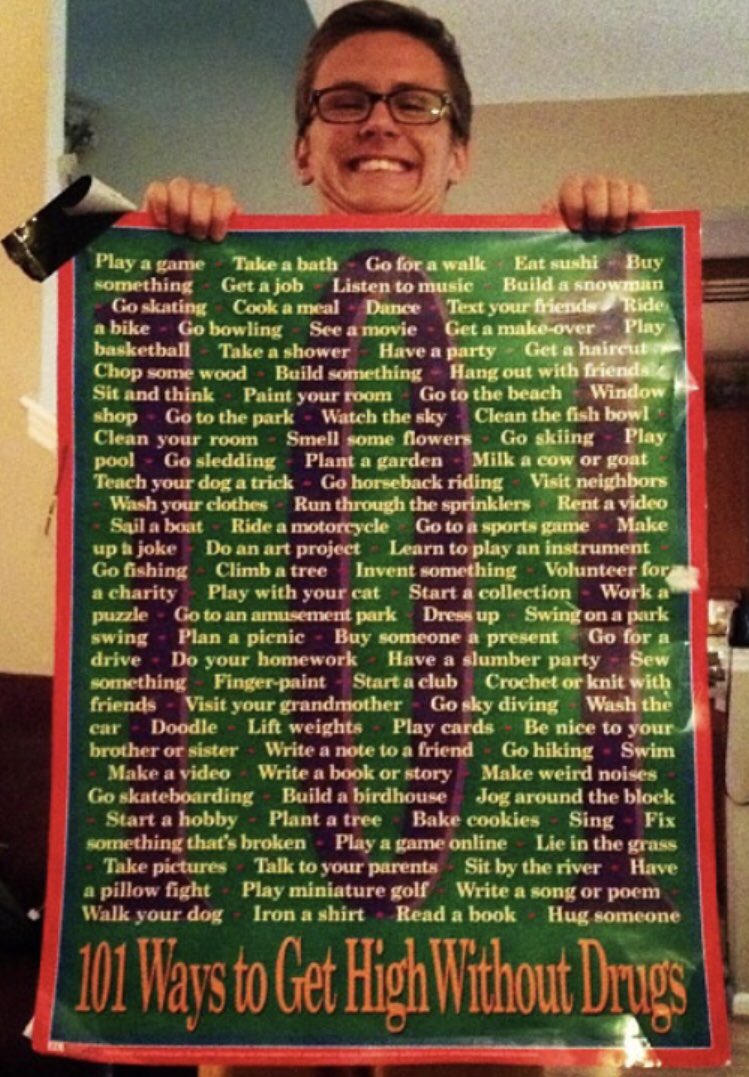 Play a game - Take a bath - Go for a walk - Eat sushi - Buy
something - Get a job - Listen to music - Build a snowman
- Go skating - Cook a meal - Dance - Text your friends - Ride
a bike - Go bowling - See a movie - Get a make-over - Play
basketball - Take a shower - Have a party - Get a haircut -
Chop some wood - Build something - Hang out with friends -
Sit and think - Paint your room - Go to the beach - Window
shop - Go to the park - Watch the sky - Clean the fish bowl -
Clean your room - Smell some flowers - Go skiing - Play
pool - Go sledding - Plant a garden - Milk a cow or goat -
Teach your dog a trick - Go horseback riding - Visit neighbors
- Wash your clothes - Run through the sprinklers - Rent a video
- Sail a boat - Ride a motorcycle - Go to a sports game - Make
up a joke - Do an art project - Learn to play an instrument -
Go fishing - Climb a tree - Invent something - Volunteer for
a charity - Play with your cat - Start a collection - Work a
puzzle - Go to an amusement park - Dress up - Swing on a park
swing - Plan a picnic - Buy someone a present - Go for a
drive - Do your homework - Have a slumber party - Sew
something - Finger-paint - Start a club - Crochet or knit with
friends - Visit your grandmother - Go sky diving - Wash the
car - Doodle - Lift weights - Play cards - Be nice to your
brother or sister - Write a note to a friend - Go hiking - Swim
- Make a video - Write a book or story - Make weird noises -
Go skateboarding - Build a birdhouse - Jog around the block
- Start a hobby - Plant a tree - Bake cookies - Sing - Fix
something that's broken - Play a game online - Lie in the grass
- Take pictures - Talk to your parents - Sit by the river - Have
a pillow fight - Play miniature golf - Write a song or poem -
Walk your dog - Iron a shirt - Read a book - Hug someone
101
101 Ways to Get High Without Drugs